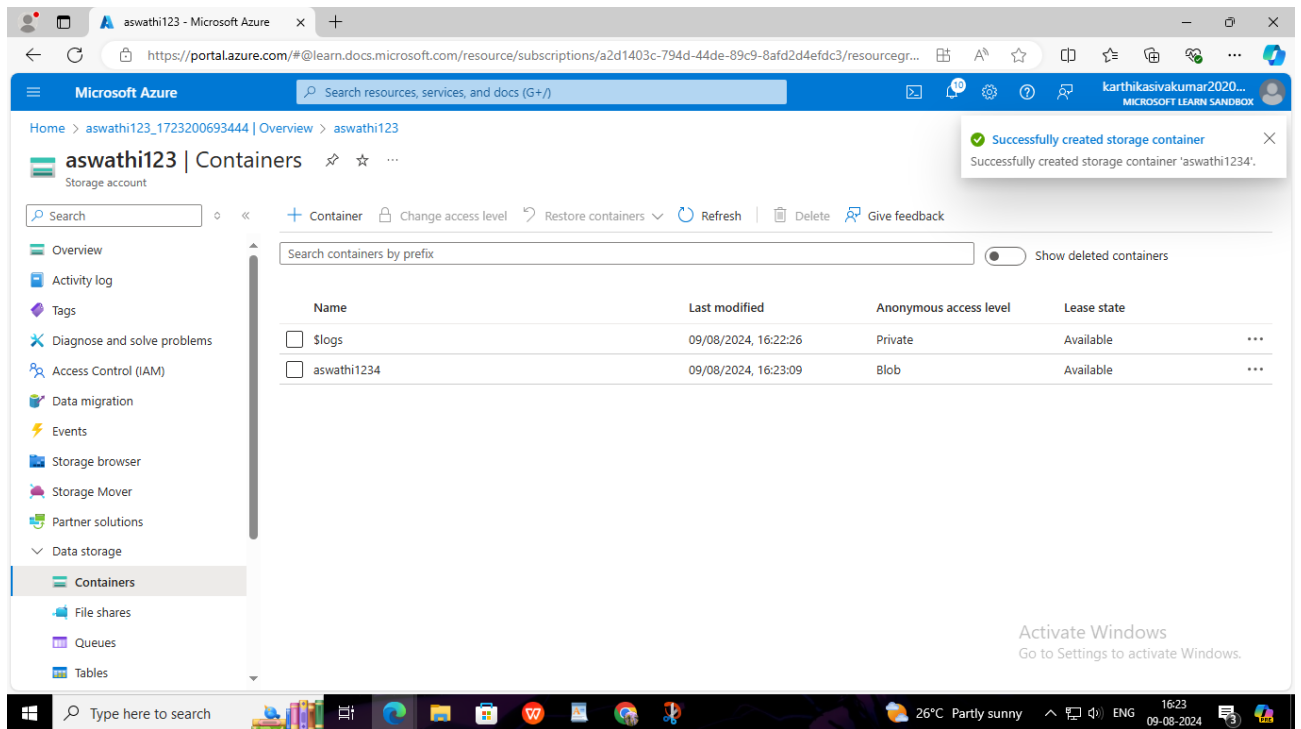 aswathi123 - Microsoft Azure
https://portal.azure.com/#@learn.docs.microsoft.com/resource/subscriptions/a2d1403c-794d-44de-89c9-8afd2d4efdc3/resourcegr...
Microsoft Azure
Search resources, services, and docs (G+/)
10
karthikasivakumar2020...
MICROSOFT LEARN SANDBOX
Home > aswathi123_1723200693444 | Overview > aswathi123
aswathi123 | Containers
Storage account
Successfully created storage container
Successfully created storage container 'aswathi1234'.
Search
Container
Change access level
Restore containers
Refresh
Delete
Give feedback
Overview
Activity log
Tags
Diagnose and solve problems
Access Control (IAM)
Data migration
Events
Storage browser
Storage Mover
Partner solutions
Data storage
Containers
File shares
Queues
Tables
Search containers by prefix
Show deleted containers
Name Last modified Anonymous access level Lease state
$logs 09/08/2024, 16:22:26 Private Available
aswathi1234 09/08/2024, 16:23:09 Blob Available
Activate Windows
Go to Settings to activate Windows.
Type here to search
26°C Partly sunny
ENG
16:23
09-08-2024
3
PRE